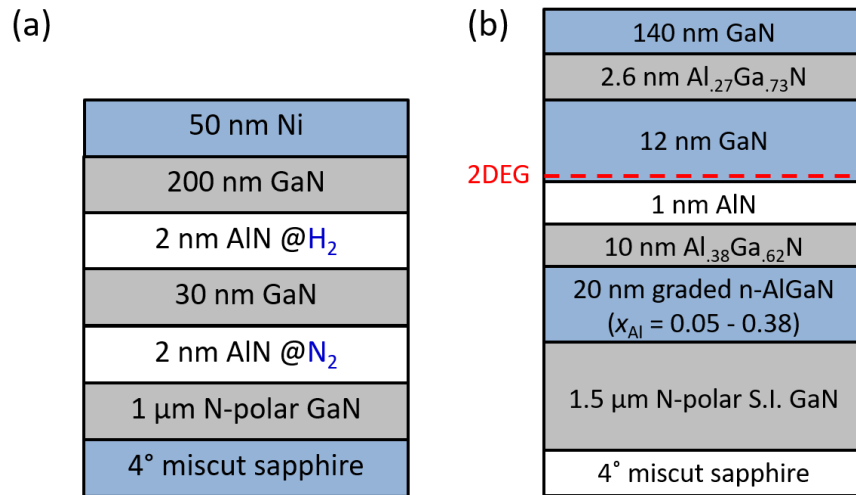 (a)
50 nm Ni
200 nm GaN
2 nm AlN @H₂
30 nm GaN
2 nm AlN @N₂
1 μm N-polar GaN
4° miscut sapphire
(b)
140 nm GaN
2.6 nm Al.₂₇Ga.₇₃N
12 nm GaN
2DEG
1 nm AlN
10 nm Al.₃₈Ga.₆₂N
20 nm graded n-AlGaN
(xAl = 0.05 - 0.38)
1.5 μm N-polar S.I. GaN
4° miscut sapphire